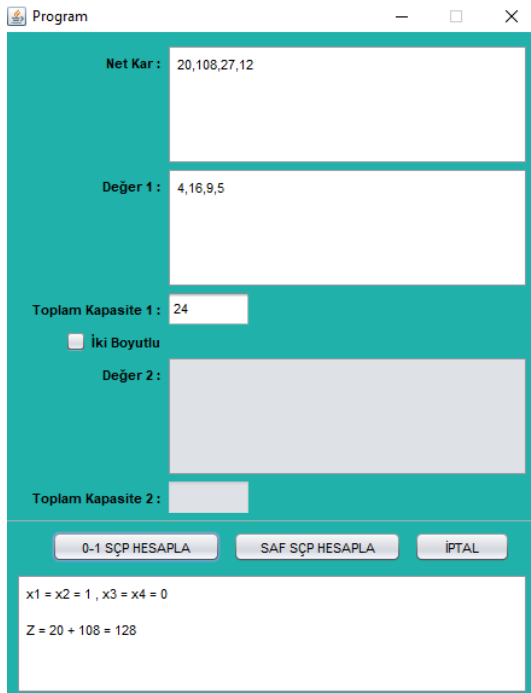 Program
Net Kar : 20,108,27,12
Değer 1 : 4,16,9,5
Toplam Kapasite 1 : 24
İki Boyutlu
Değer 2 :
Toplam Kapasite 2 :
0-1 SÇP HESAPLA SAF SÇP HESAPLA İPTAL
x1 = x2 = 1 , x3 = x4 = 0
Z = 20 + 108 = 128